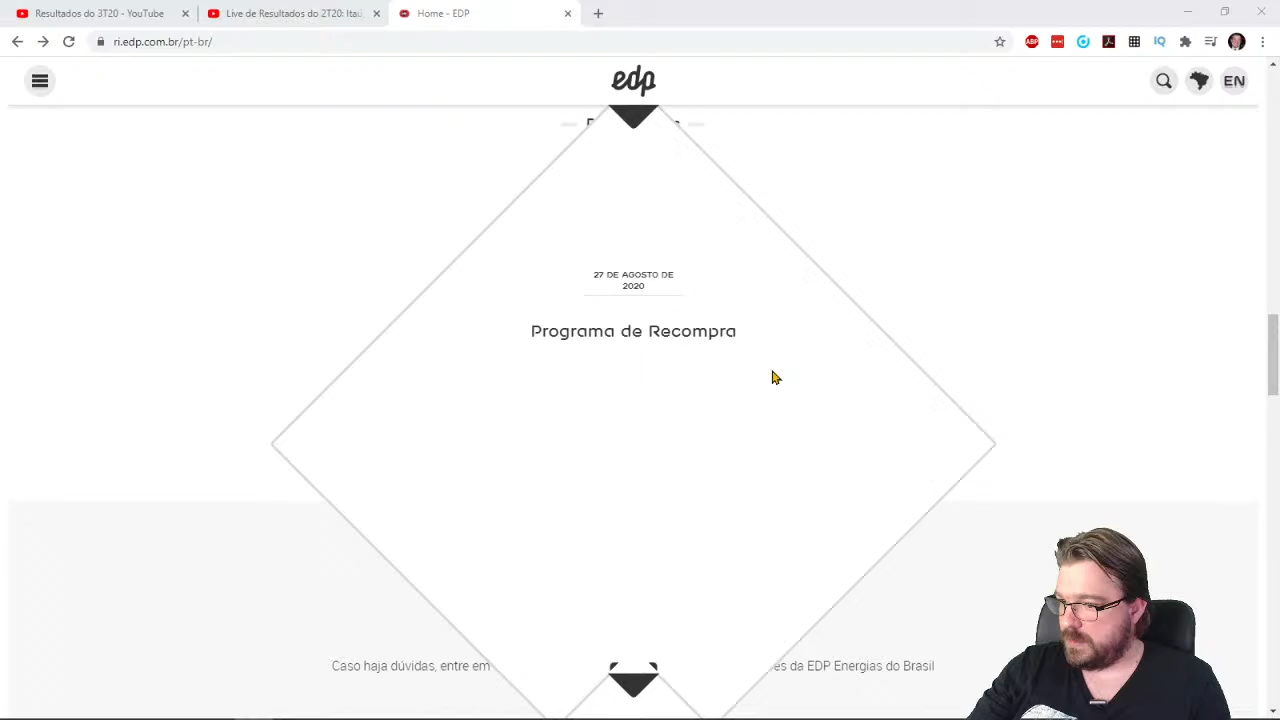 Resultados do 3T20 - YouTube
Live de Resultados do 2T20: Itaú
Home - EDP
ri.edp.com.br/pt-br/
ABP
IQ
edp
EN
27 DE AGOSTO DE
2020
Programa de Recompra
Caso haja dúvidas, entre em
es da EDP Energias do Brasil